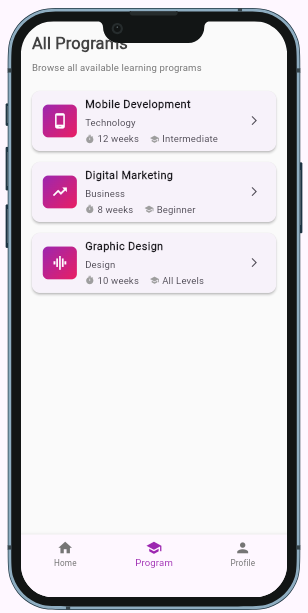 All Programs
Browse all available learning programs
Mobile Development
Technology
12 weeks Intermediate
Digital Marketing
Business
8 weeks Beginner
Graphic Design
Design
10 weeks All Levels
Home Program Profile